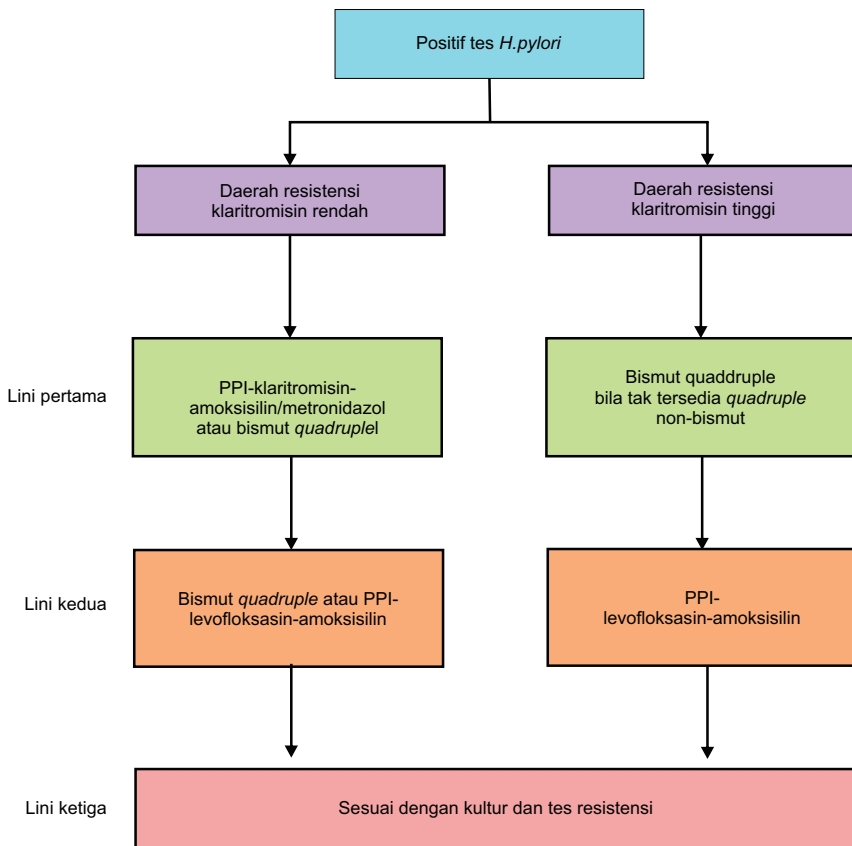 Positif tes H.pylori
Daerah resistensi
klaritromisin rendah
Daerah resistensi
klaritromisin tinggi
Lini pertama
PPI-klaritromisin-
amoksisilin/metronidazol
atau bismut quadruplel
Bismut quaddruple
bila tak tersedia quadruple
non-bismut
Lini kedua
Bismut quadruple atau PPI-
levofloksasin-amoksisilin
PPI-
levofloksasin-amoksisilin
Lini ketiga
Sesuai dengan kultur dan tes resistensi